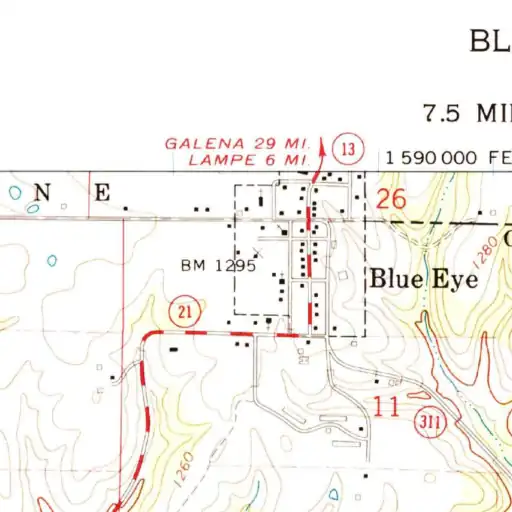 BL
7.5 MI
GALENA 29 MI.
LAMPE 6 MI.
13
1 590 000 FE
N E
26
1280
BM 1295
Blue Eye
21
11
311
1260